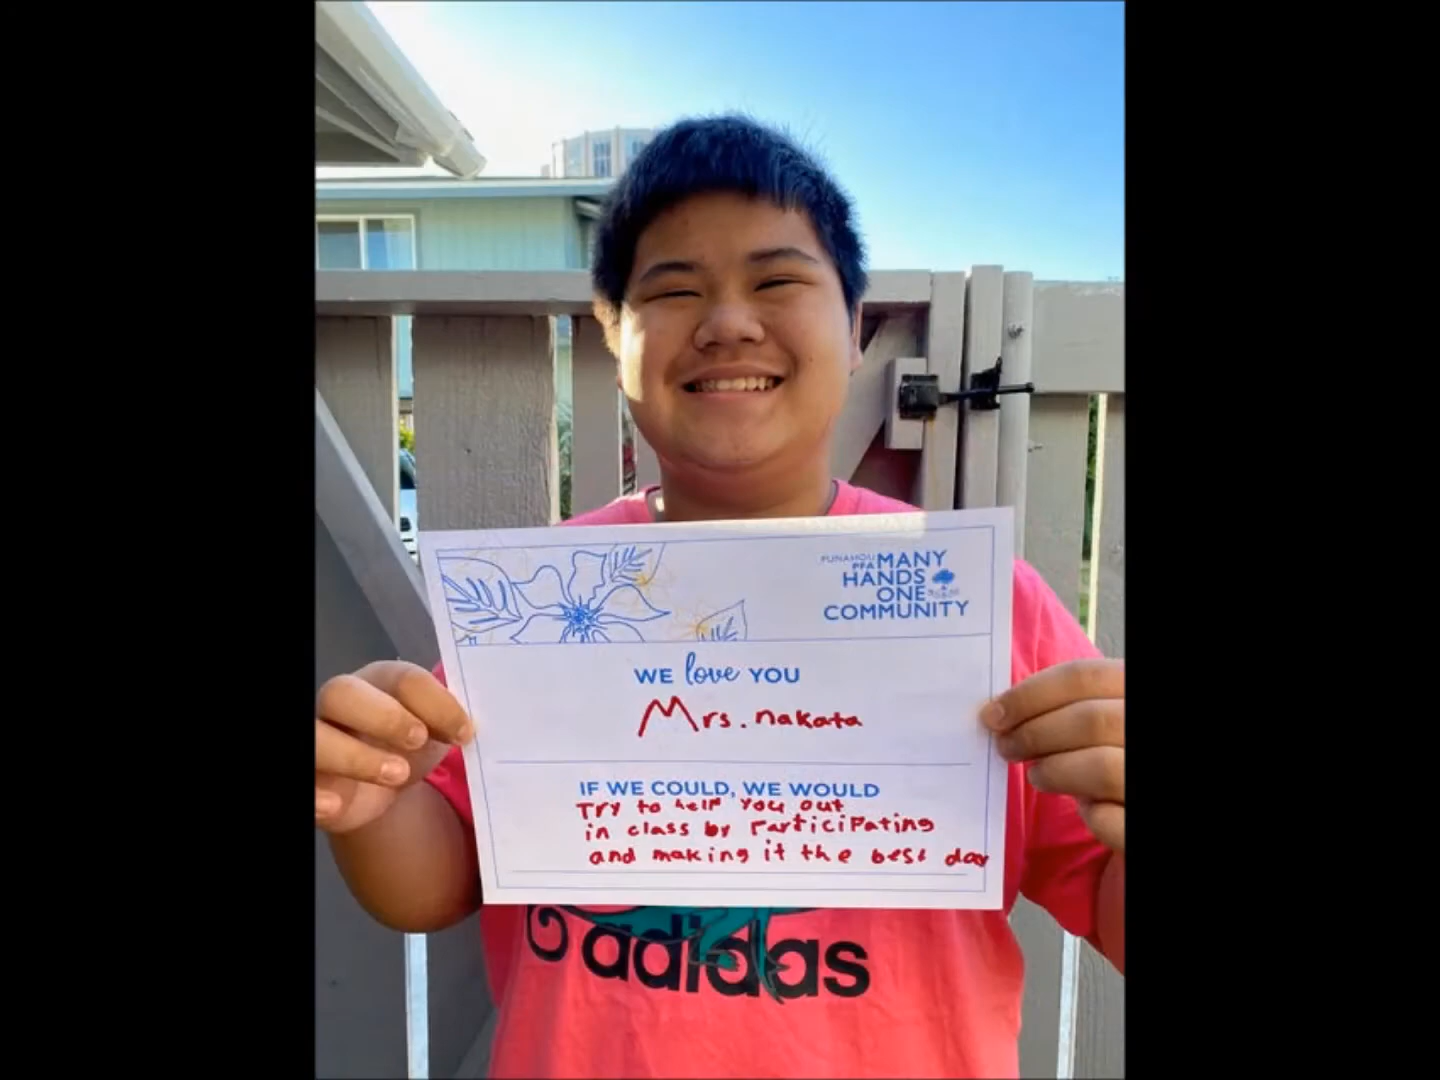 PUNAHOU MANY
PFA HANDS
ONE
COMMUNITY
WE love YOU
Mrs. nakata
IF WE COULD, WE WOULD
Try to help you out
in class by Participating
and making it the best day
adidas